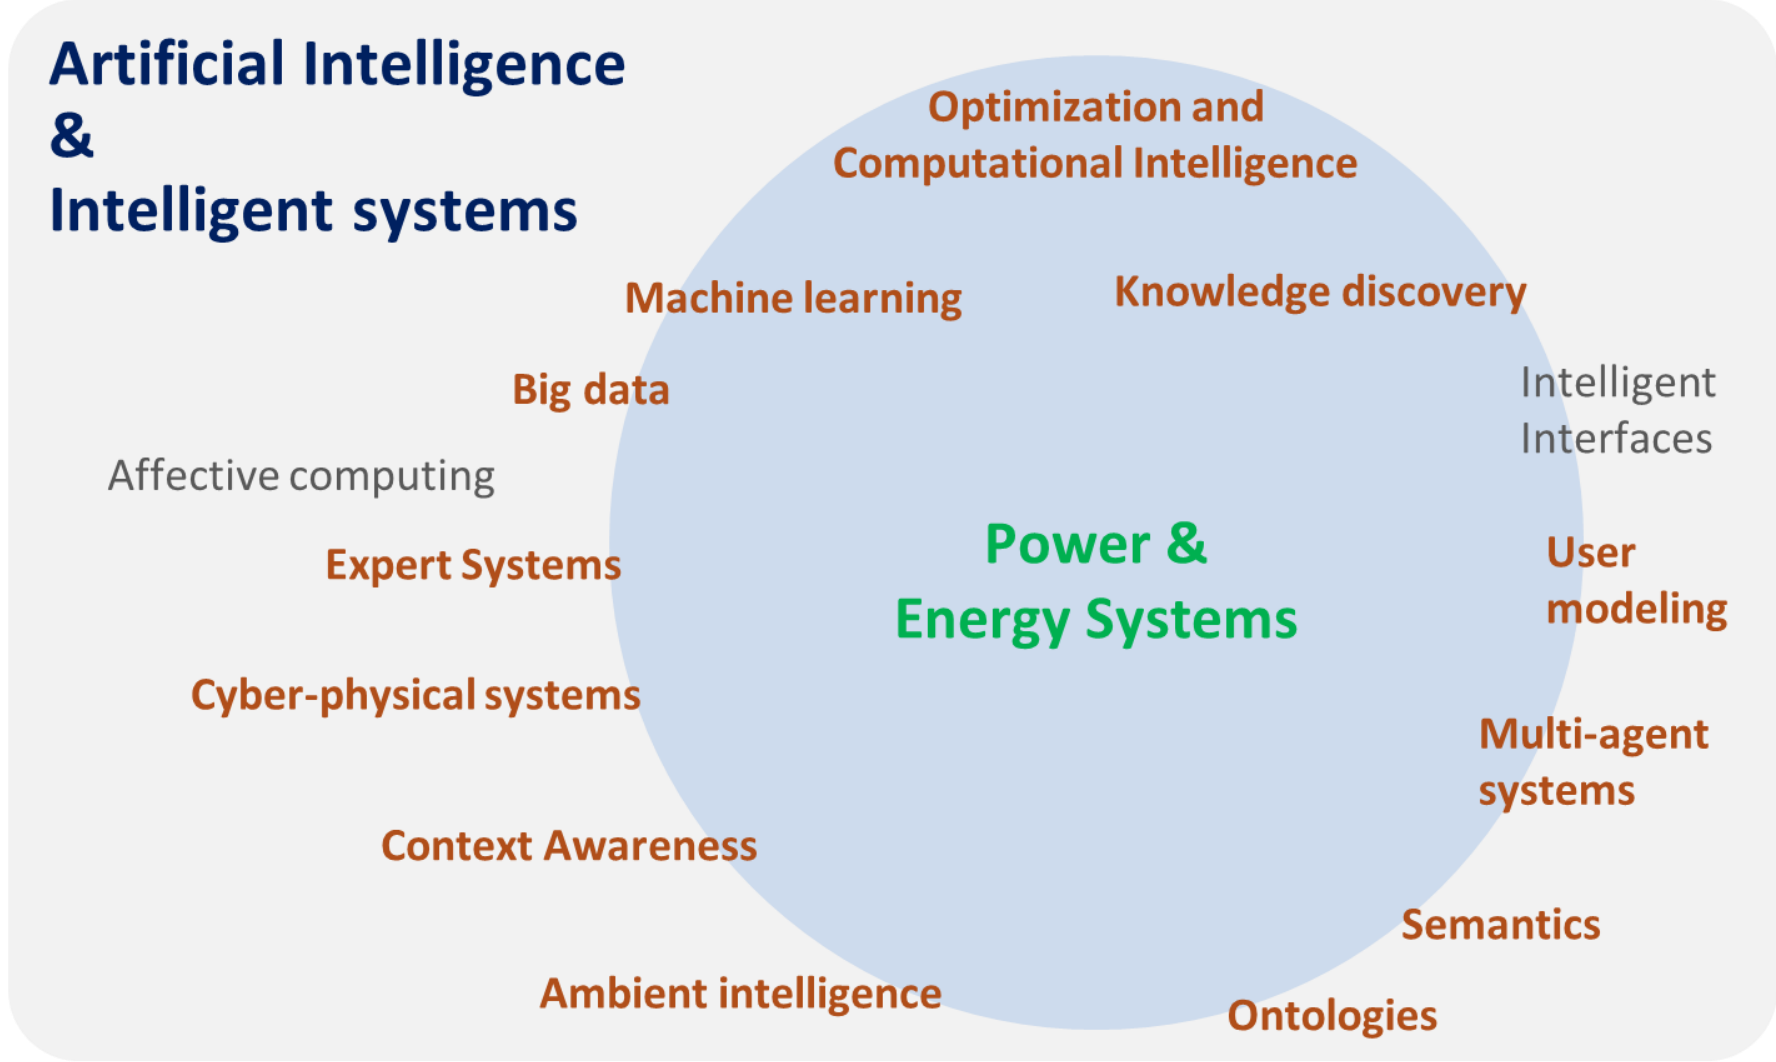 Artificial Intelligence
&
Intelligent systems
Optimization and
Computational Intelligence
Machine learning
Knowledge discovery
Big data
Intelligent
Interfaces
Affective computing
Expert Systems
Power &
Energy Systems
User
modeling
Cyber-physical systems
Multi-agent
systems
Context Awareness
Semantics
Ambient intelligence
Ontologies